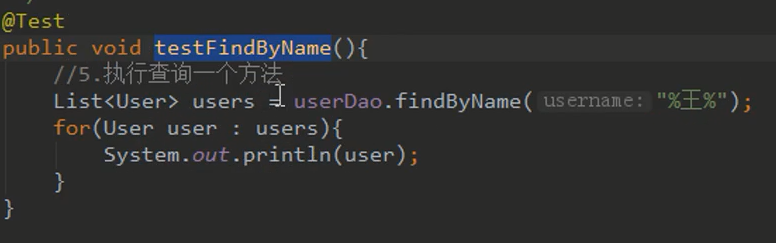 @Test
public void testFindByName(){
//5.执行查询一个方法
List<User> users = userDao.findByName( username: "%王%");
for(User user : users){
System.out.println(user);
}
}